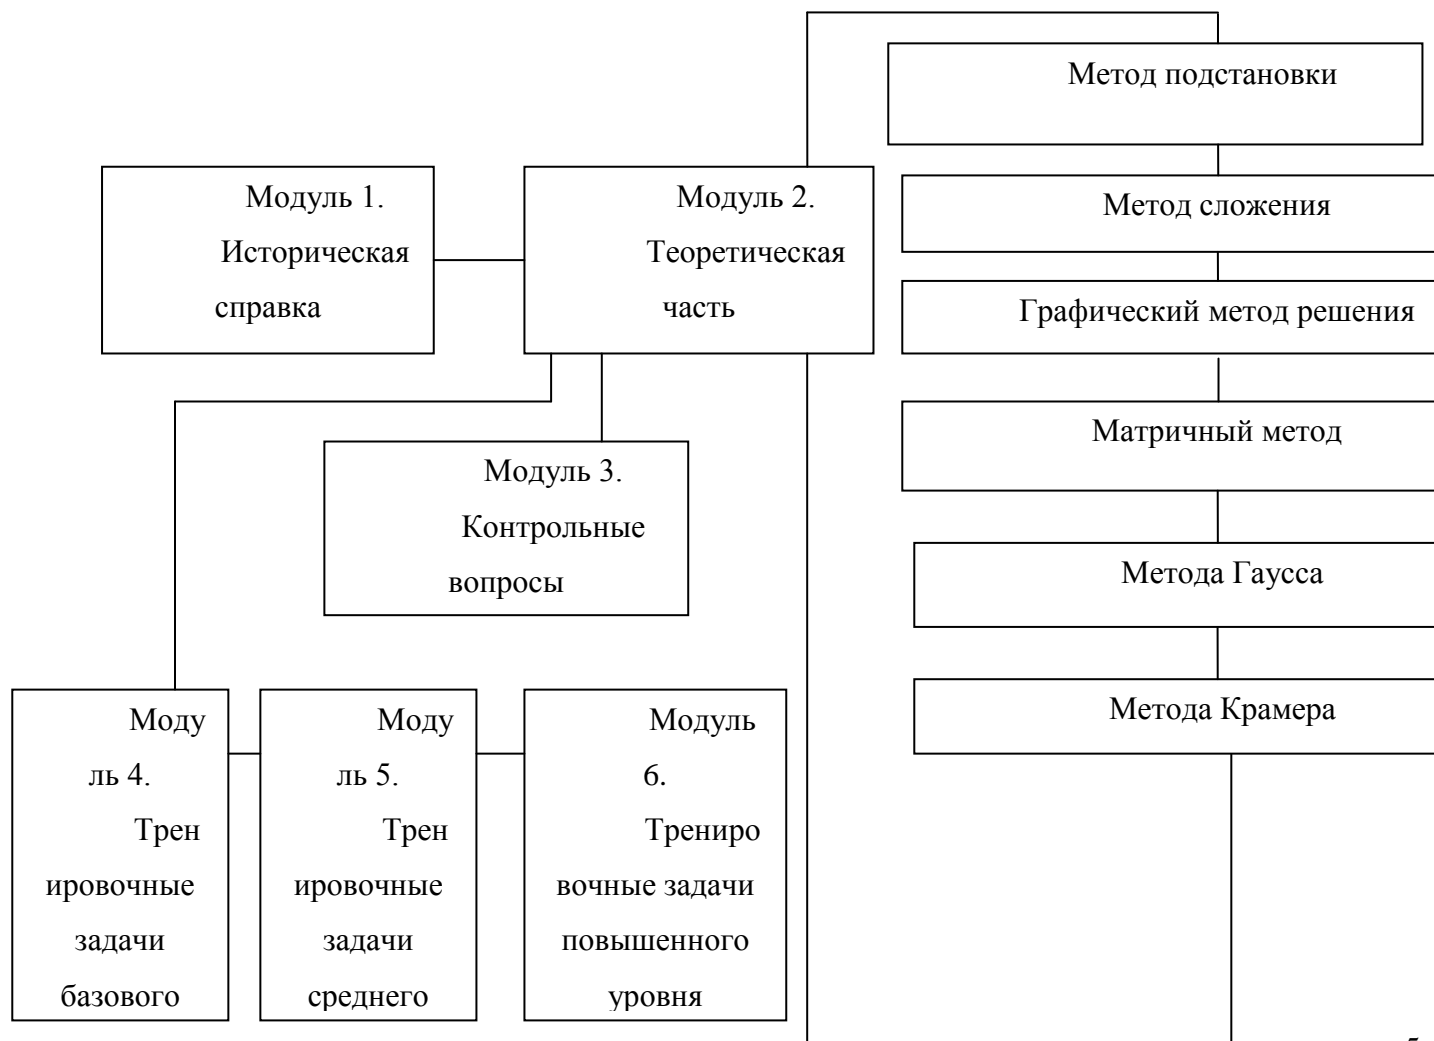 Метод подстановки
Модуль 1.
Историческая
справка
Модуль 2.
Теоретическая
часть
Метод сложения
Графический метод решения
Матричный метод
Модуль 3.
Контрольные
вопросы
Метода Гаусса
Метода Крамера
Моду
ль 4.
Трен
ировочные
задачи
базового
Моду
ль 5.
Трен
ировочные
задачи
среднего
Модуль
6.
Трениро
вочные задачи
повышенного
уровня